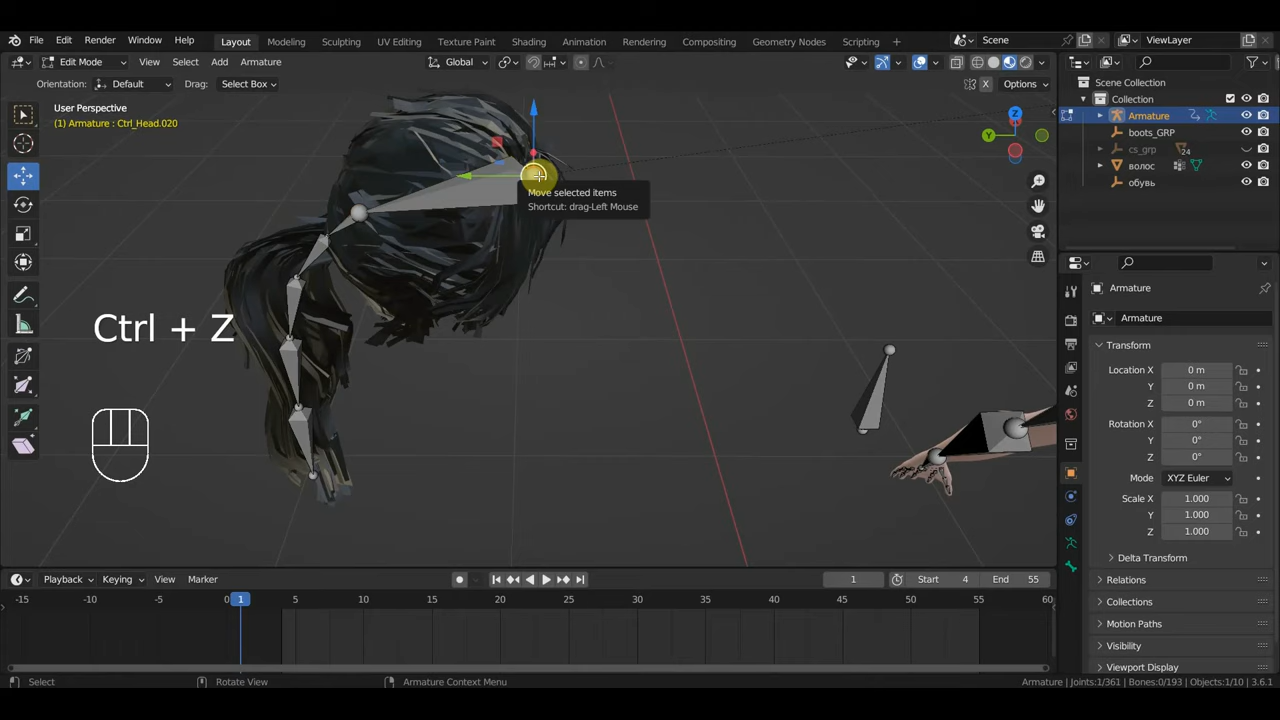 File Edit Render Window Help Layout Modeling Sculpting UV Editing Texture Paint Shading Animation Rendering Compositing Geometry Nodes Scripting + Scene ViewLayer
Edit Mode View Select Add Armature Global Options
Orientation: Default Drag: Select Box X
User Perspective
(1) Armature : Ctrl_Head.020
Z
Y
Move selected items
Shortcut: drag-Left Mouse
Ctrl + Z
Scene Collection
Collection
Armature
boots_GRP
cs_grp 24
волос
обувь
Armature
Armature
Transform
Location X 0 m
Y 0 m
Z 0 m
Rotation X 0°
Y 0°
Z 0°
Mode XYZ Euler
Scale X 1.000
Y 1.000
Z 1.000
Delta Transform
Relations
Collections
Motion Paths
Visibility
Viewport Display
Playback Keying View Marker 1 Start 4 End 55
-15 -10 -5 0 1 5 10 15 20 25 30 35 40 45 50 55 60
Select Rotate View Armature Context Menu Armature | Joints:1/361 | Bones:0/193 | Objects:1/10 | 3.6.1